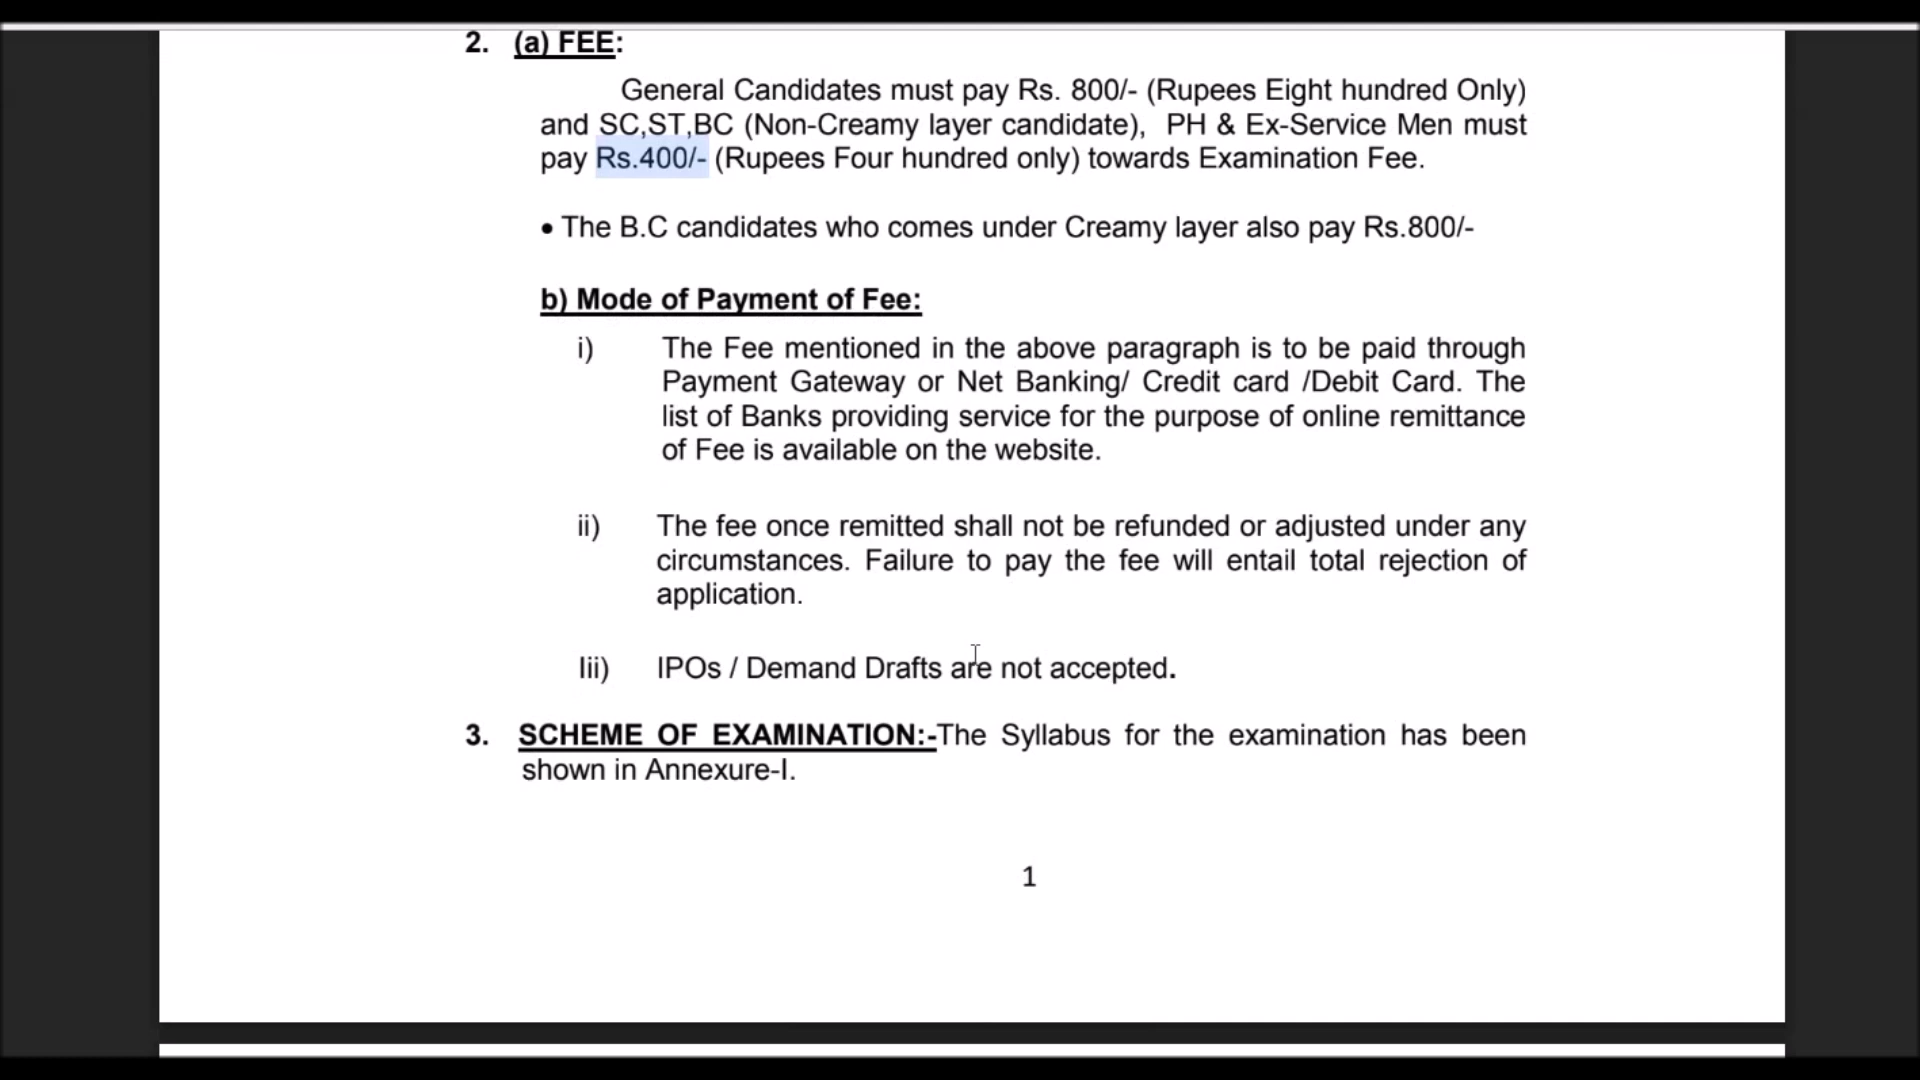 2. (a) FEE:
General Candidates must pay Rs. 800/- (Rupees Eight hundred Only)
and SC,ST,BC (Non-Creamy layer candidate), PH & Ex-Service Men must
pay Rs.400/- (Rupees Four hundred only) towards Examination Fee.
• The B.C candidates who comes under Creamy layer also pay Rs.800/-
b) Mode of Payment of Fee:
i) The Fee mentioned in the above paragraph is to be paid through
Payment Gateway or Net Banking/ Credit card /Debit Card. The
list of Banks providing service for the purpose of online remittance
of Fee is available on the website.
ii) The fee once remitted shall not be refunded or adjusted under any
circumstances. Failure to pay the fee will entail total rejection of
application.
Iii) IPOs / Demand Drafts are not accepted.
3. SCHEME OF EXAMINATION:-The Syllabus for the examination has been
shown in Annexure-I.
1